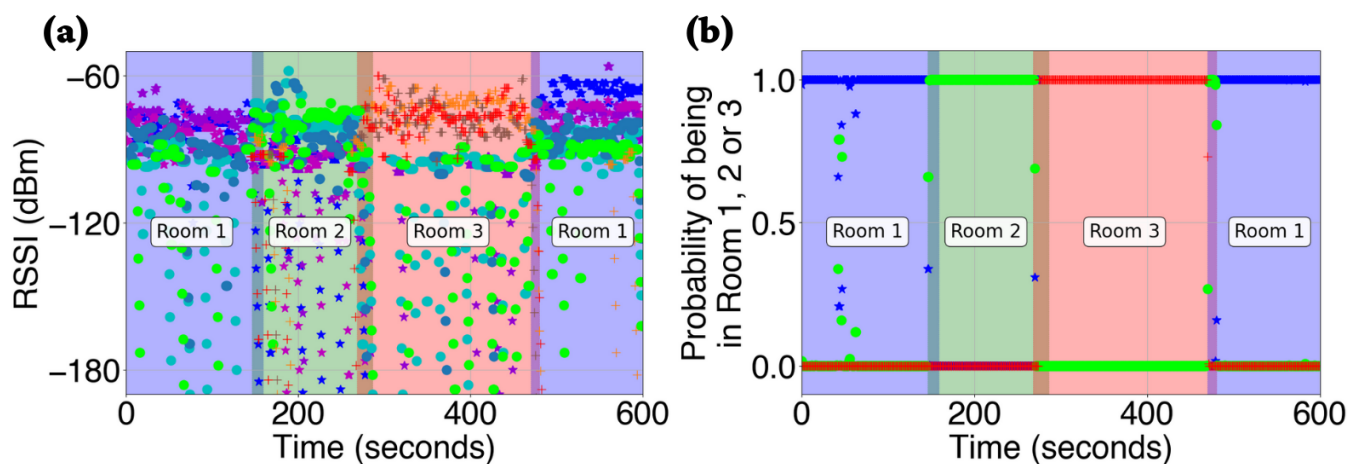 (a)
−60
−120
−180
RSSI (dBm)
Room 1
Room 2
Room 3
Room 1
0
200
400
600
Time (seconds)
(b)
1.0
0.5
0.0
Probability of being
in Room 1, 2 or 3
Room 1
Room 2
Room 3
Room 1
0
200
400
600
Time (seconds)